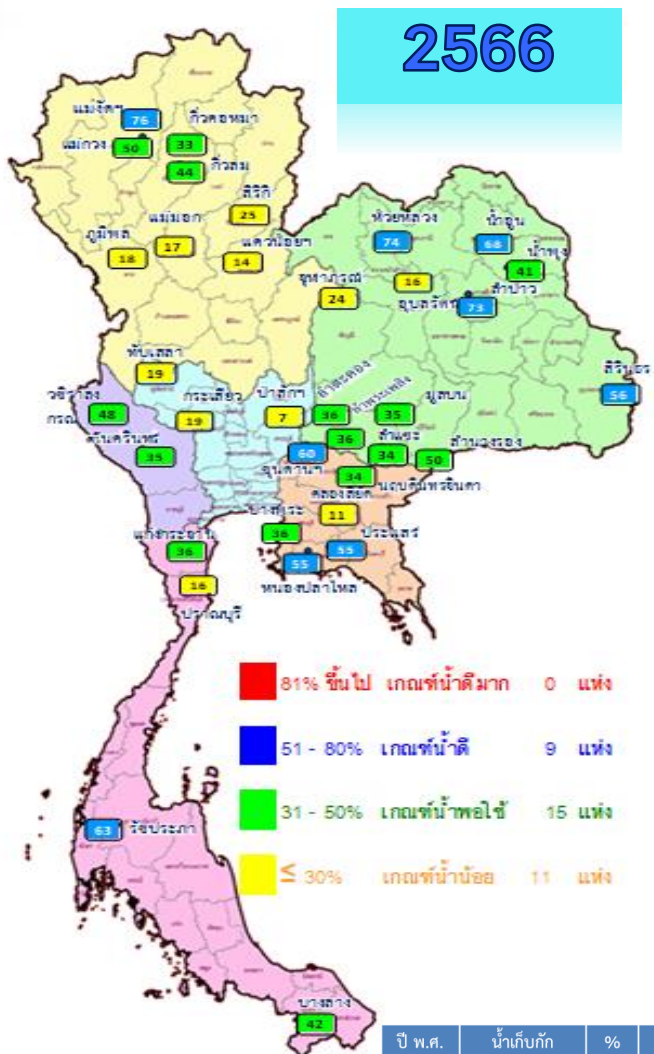 2566
แม่งัดฯ
76
กิ่วคอหมา
แม่กวง
50
33
กิ่วลม
44
สิริกิ
25
ห้วยหลวง
74
น้ำอูน
68
แม่มอก
17
ภูมิพล
18
แควน้อยฯ
14
น้ำพุง
41
จุฬาภรณ์
24
16
อุบลรัตน
ลำปาว
73
ทับเสลา
19
สิรินธร
56
วชิราลง
กรณ
48
กระเสียว
19
ป่าสักฯ
7
ลำตะคอง
36
ลำพระเพลิง
36
มูลบน
35
ศรีนครินทร
35
ขุนด่านฯ
60
ลำแชะ
34
ลำนางรอง
50
นฤบดินทรจินดา
34
คลองสียัด
11
บางพระ
36
ประแสร์
55
หนองปลาไหล
55
แก่งกระจาน
36
16
ปราณบุรี
81% ขึ้นไป เกณฑ์น้ำดีมาก 0 แห่ง
51 - 80% เกณฑ์น้ำดี 9 แห่ง
31 - 50% เกณฑ์น้ำพอใช้ 15 แห่ง
≤ 30% เกณฑ์น้ำน้อย 11 แห่ง
63 รัชประภา
บางลาง
42
ปี พ.ศ. น้ำเก็บกัก %